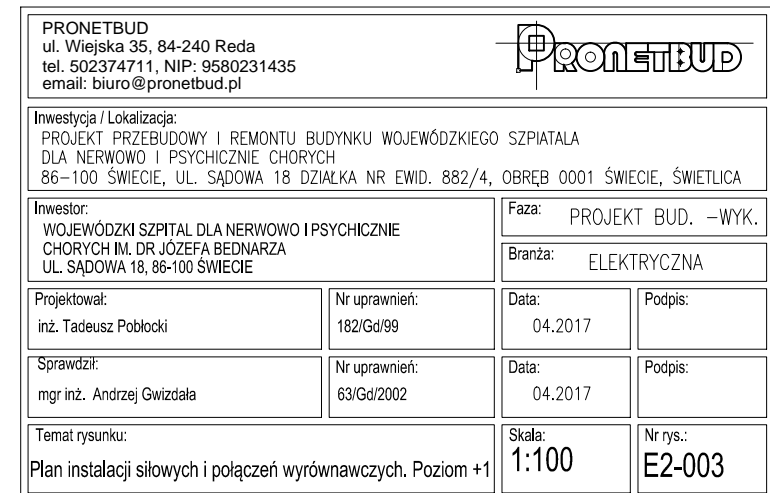 PRONETBUD
ul. Wiejska 35, 84-240 Reda
tel. 502374711, NIP: 9580231435
email: biuro@pronetbud.pl
PRONETBUD
Inwestycja / Lokalizacja:
PROJEKT PRZEBUDOWY I REMONTU BUDYNKU WOJEWÓDZKIEGO SZPIATALA
DLA NERWOWO I PSYCHICZNIE CHORYCH
86-100 ŚWIECIE, UL. SĄDOWA 18 DZIAŁKA NR EWID. 882/4, OBRĘB 0001 ŚWIECIE, ŚWIETLICA
Inwestor:
WOJEWÓDZKI SZPITAL DLA NERWOWO I PSYCHICZNIE
CHORYCH IM. DR JÓZEFA BEDNARZA
UL. SĄDOWA 18, 86-100 ŚWIECIE
Faza: PROJEKT BUD. -WYK.
Branża: ELEKTRYCZNA
Projektował:
inż. Tadeusz Pobłocki
Nr uprawnień:
182/Gd/99
Data:
04.2017
Podpis:
Sprawdził:
mgr inż. Andrzej Gwizdała
Nr uprawnień:
63/Gd/2002
Data:
04.2017
Podpis:
Temat rysunku:
Plan instalacji siłowych i połączeń wyrównawczych. Poziom +1
Skala:
1:100
Nr rys.:
E2-003